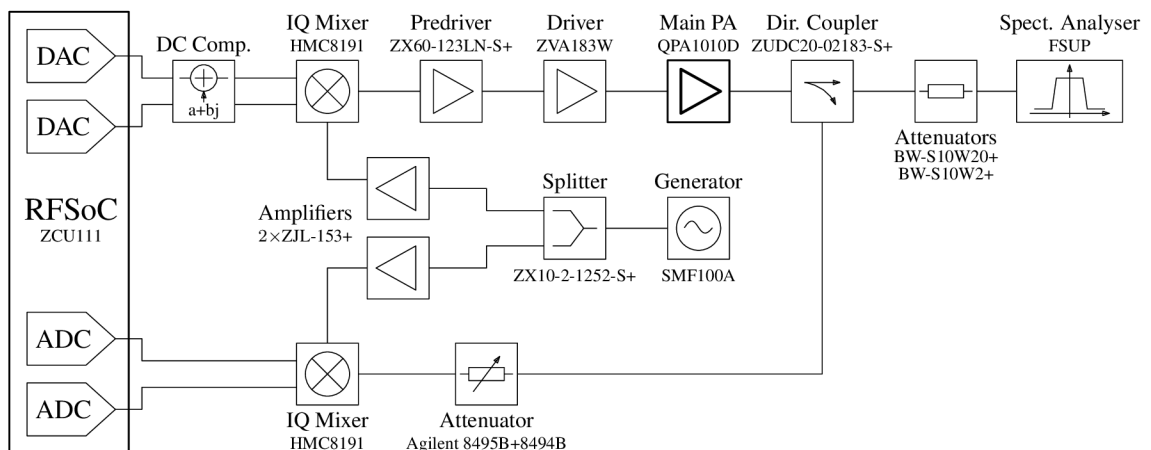 IQ Mixer
HMC8191
Predriver
ZX60-123LN-S+
Driver
ZVA183W
Main PA
QPA1010D
Dir. Coupler
ZUDC20-02183-S+
Spect. Analyser
FSUP
DAC
DC Comp.
a+bj
DAC
Attenuators
BW-S10W20+
BW-S10W2+
RFSoC
ZCU111
Amplifiers
2×ZJL-153+
Splitter
ZX10-2-1252-S+
Generator
SMF100A
ADC
ADC
IQ Mixer
HMC8191
Attenuator
Agilent 8495B+8494B